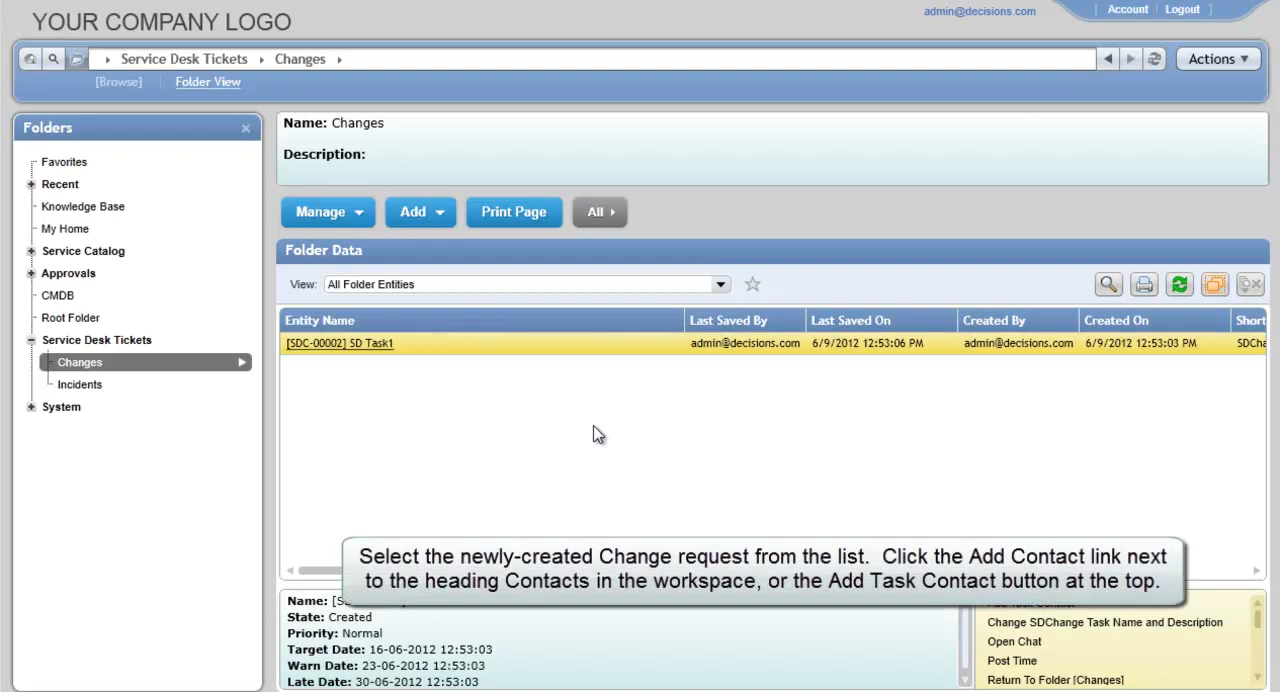 YOUR COMPANY LOGO
admin@decisions.com
[ Account | Logout ]
Service Desk Tickets Changes
Actions
[Browse] Folder View
Folders
Favorites
Recent
Knowledge Base
My Home
Service Catalog
Approvals
CMDB
Root Folder
Service Desk Tickets
Changes
Incidents
System
Name: Changes
Description:
Manage Add Print Page All
Folder Data
View: All Folder Entities
Entity Name Last Saved By Last Saved On Created By Created On Short
[SDC-00002] SD Task1 admin@decisions.com 6/9/2012 12:53:06 PM admin@decisions.com 6/9/2012 12:53:03 PM SDCha
Select the newly-created Change request from the list. Click the Add Contact link next
to the heading Contacts in the workspace, or the Add Task Contact button at the top.
Name:
State: Created
Priority: Normal
Target Date: 16-06-2012 12:53:03
Warn Date: 23-06-2012 12:53:03
Late Date: 30-06-2012 12:53:03
Change SDChange Task Name and Description
Open Chat
Post Time
Return To Folder [Changes]